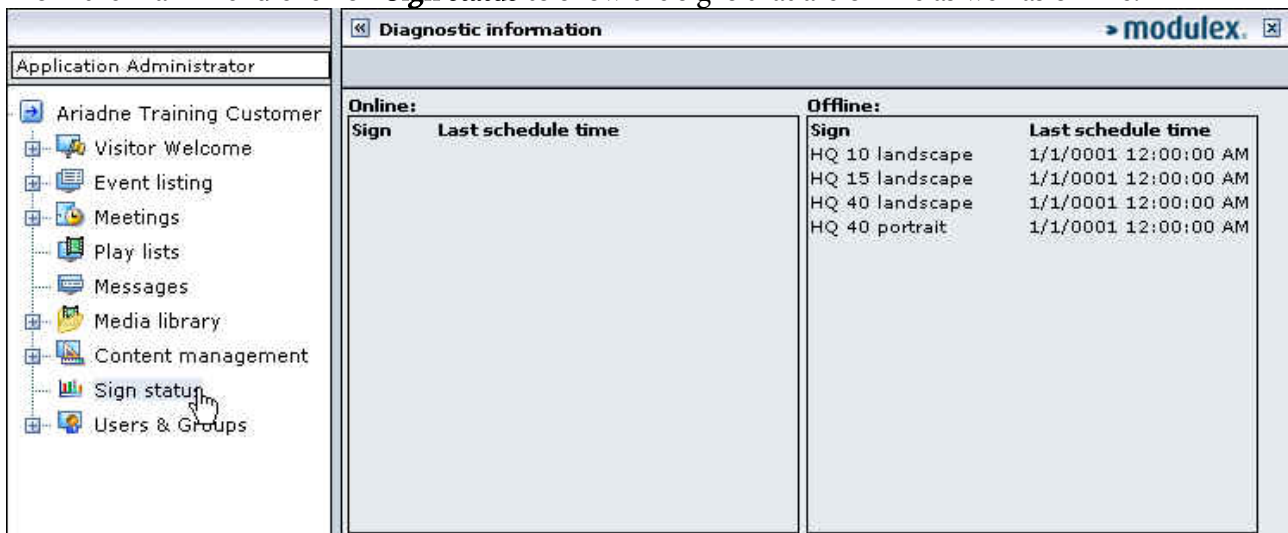 Sign status
Diagnostic information
modulex.
Application Administrator
Ariadne Training Customer
Visitor Welcome
Event listing
Meetings
Play lists
Messages
Media library
Content management
Sign status
Users & Groups
Online:
Sign Last schedule time
Offline:
Sign Last schedule time
HQ 10 landscape 1/1/0001 12:00:00 AM
HQ 15 landscape 1/1/0001 12:00:00 AM
HQ 40 landscape 1/1/0001 12:00:00 AM
HQ 40 portrait 1/1/0001 12:00:00 AM